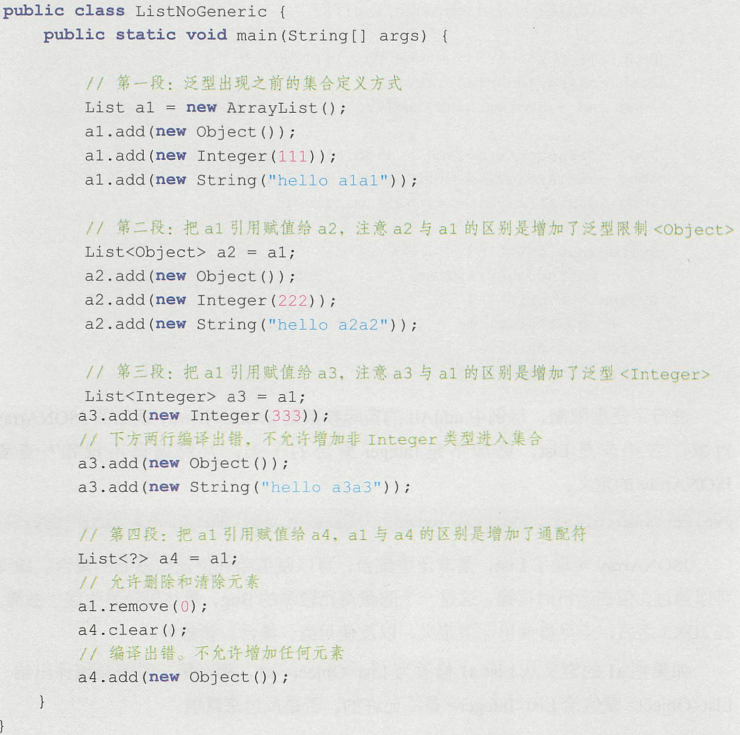 public class ListNoGeneric {
public static void main(String[] args) {
// 第一段：泛型出现之前的集合定义方式
List a1 = new ArrayList();
a1.add(new Object());
a1.add(new Integer(111));
a1.add(new String("hello a1a1"));
// 第二段：把 a1 引用赋值给 a2，注意 a2 与 a1 的区别是增加了泛型限制 <Object>
List<Object> a2 = a1;
a2.add(new Object());
a2.add(new Integer(222));
a2.add(new String("hello a2a2"));
// 第三段：把 a1 引用赋值给 a3，注意 a3 与 a1 的区别是增加了泛型 <Integer>
List<Integer> a3 = a1;
a3.add(new Integer(333));
// 下方两行编译出错，不允许增加非 Integer 类型进入集合
a3.add(new Object());
a3.add(new String("hello a3a3"));
// 第四段：把 a1 引用赋值给 a4，a1 与 a4 的区别是增加了通配符
List<?> a4 = a1;
// 允许删除和清除元素
a1.remove(0);
a4.clear();
// 编译出错。不允许增加任何元素
a4.add(new Object());
}
}